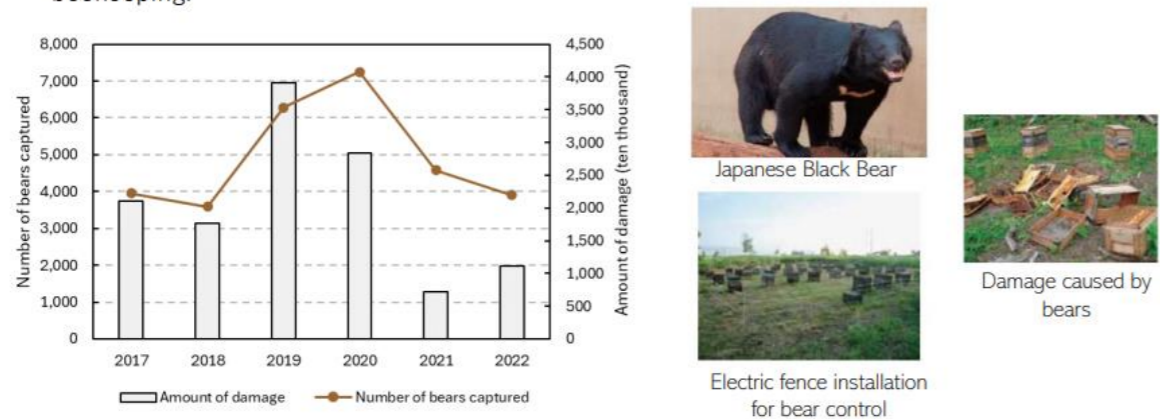 8,000
7,000
6,000
5,000
4,000
3,000
2,000
1,000
0
Number of bears captured
4,500
4,000
3,500
3,000
2,500
2,000
1,500
1,000
500
0
Amount of damage (ten thousand)
2017 2018 2019 2020 2021 2022
Amount of damage Number of bears captured
Japanese Black Bear
Electric fence installation
for bear control
Damage caused by
bears